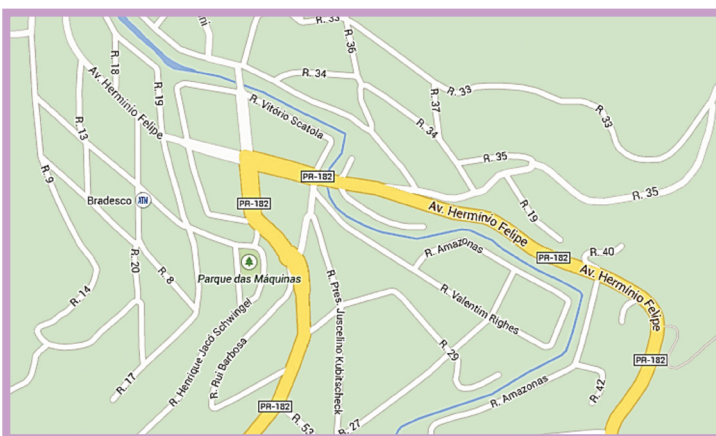 R. 33
R. 36
R. 18
R. 34
R. 19
Av. Hermínio Felipe
R. 33
R. 37
R. Vitório Scatola
R. 33
R. 13
R. 34
R. 35
R. 9
PR-182
R. 35
Bradesco
PR-182
Av. Hermínio Felipe
R. 19
R. Amazonas
R. 40
PR-182
R. 20
R. 8
Parque das Máquinas
Av. Hermínio Felipe
R. 14
R. Pres. Juscelino Kubitscheck
R. Valentim Righes
R. Henrique Jacó Schwingel
R. Rui Barbosa
R. 29
PR-182
R. 17
R. Amazonas
R. 42
PR-182
R. 53
R. 27